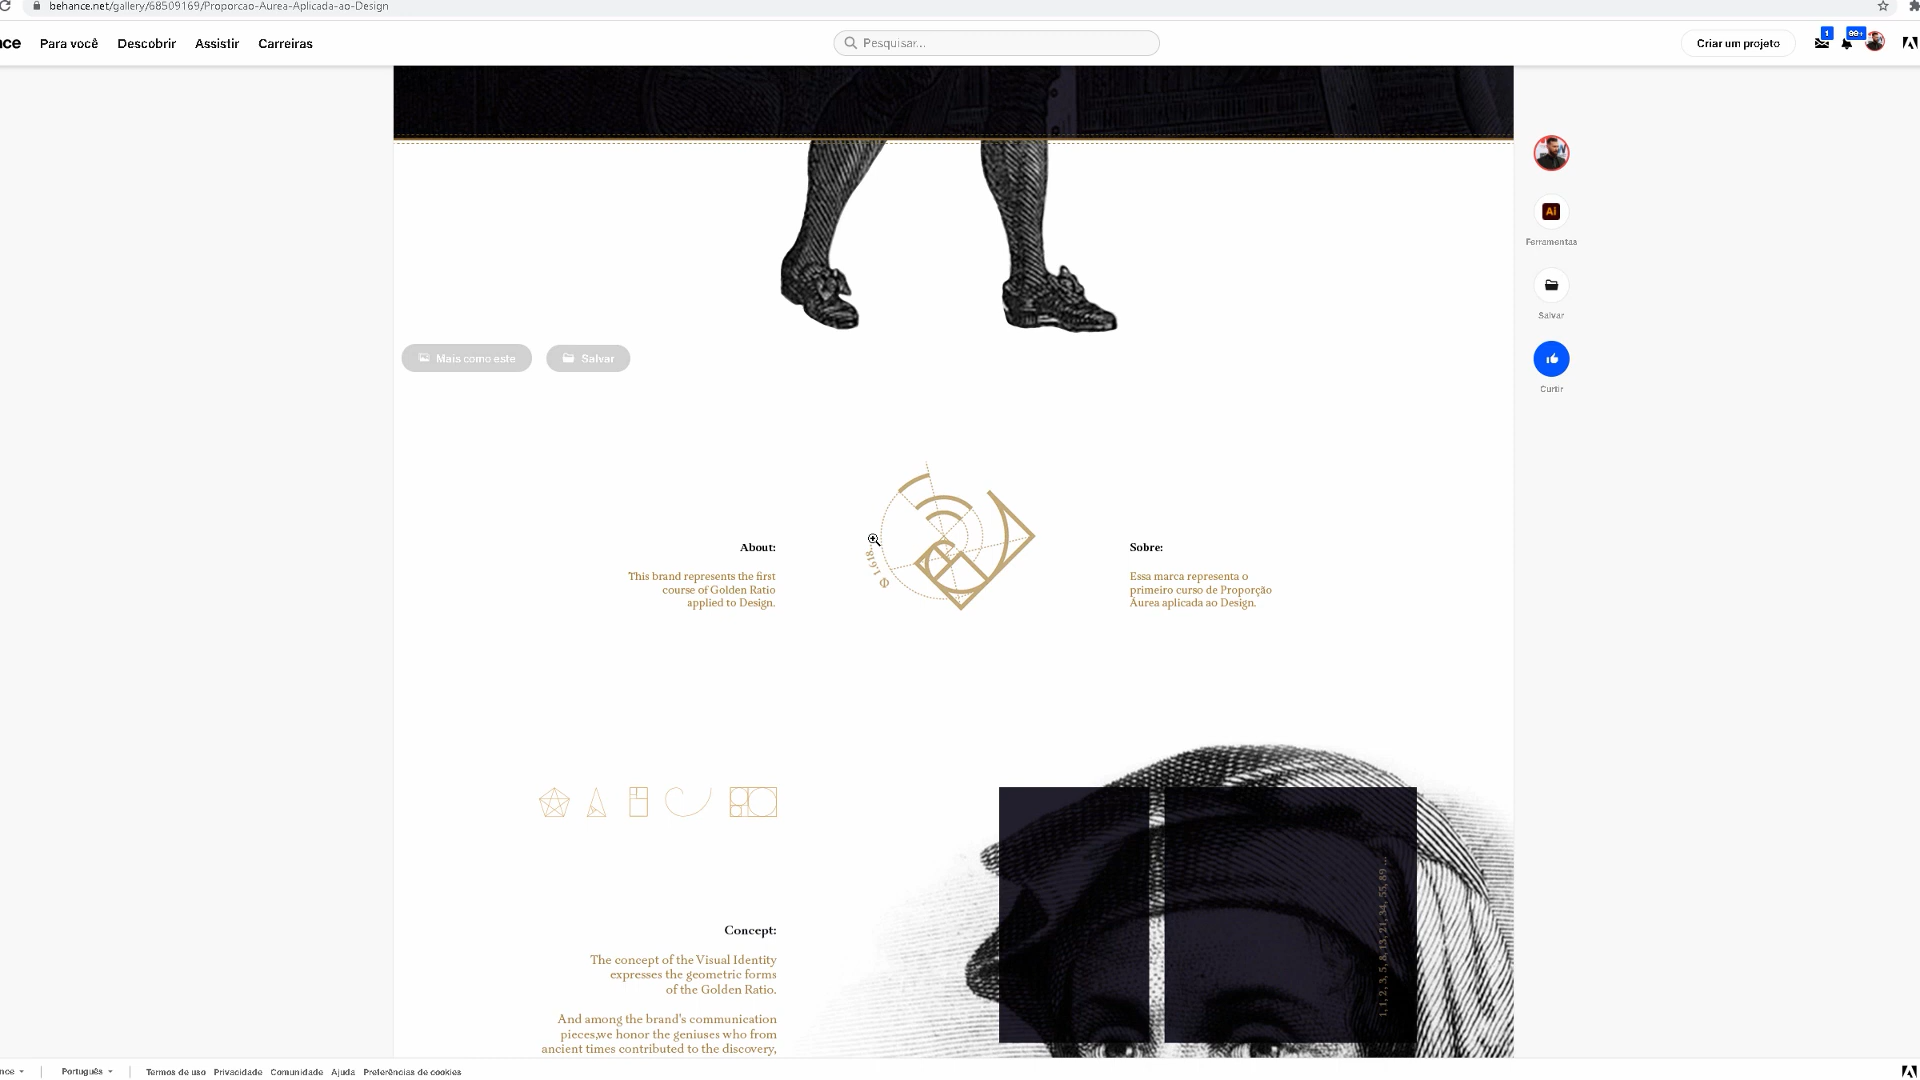 behance.net/gallery/68509169/Proporcao-Aurea-Aplicada-ao-Design
nce Para você Descobrir Assistir Carreiras Pesquisar... Criar um projeto 1 99+
Ai
Ferramentas
Salvar
Mais como este Salvar
Curtir
About:
This brand represents the first
course of Golden Ratio
applied to Design.
Φ 1.618...
Sobre:
Essa marca representa o
primeiro curso de Proporção
Áurea aplicada ao Design.
1, 1, 2, 3, 5, 8, 13, 21, 34, 55, 89 ...
Concept:
The concept of the Visual Identity
expresses the geometric forms
of the Golden Ratio.
And among the brand's communication
pieces,we honor the geniuses who from
ancient times contributed to the discovery,
nce Português Termos de uso Privacidade Comunidade Ajuda Preferências de cookies